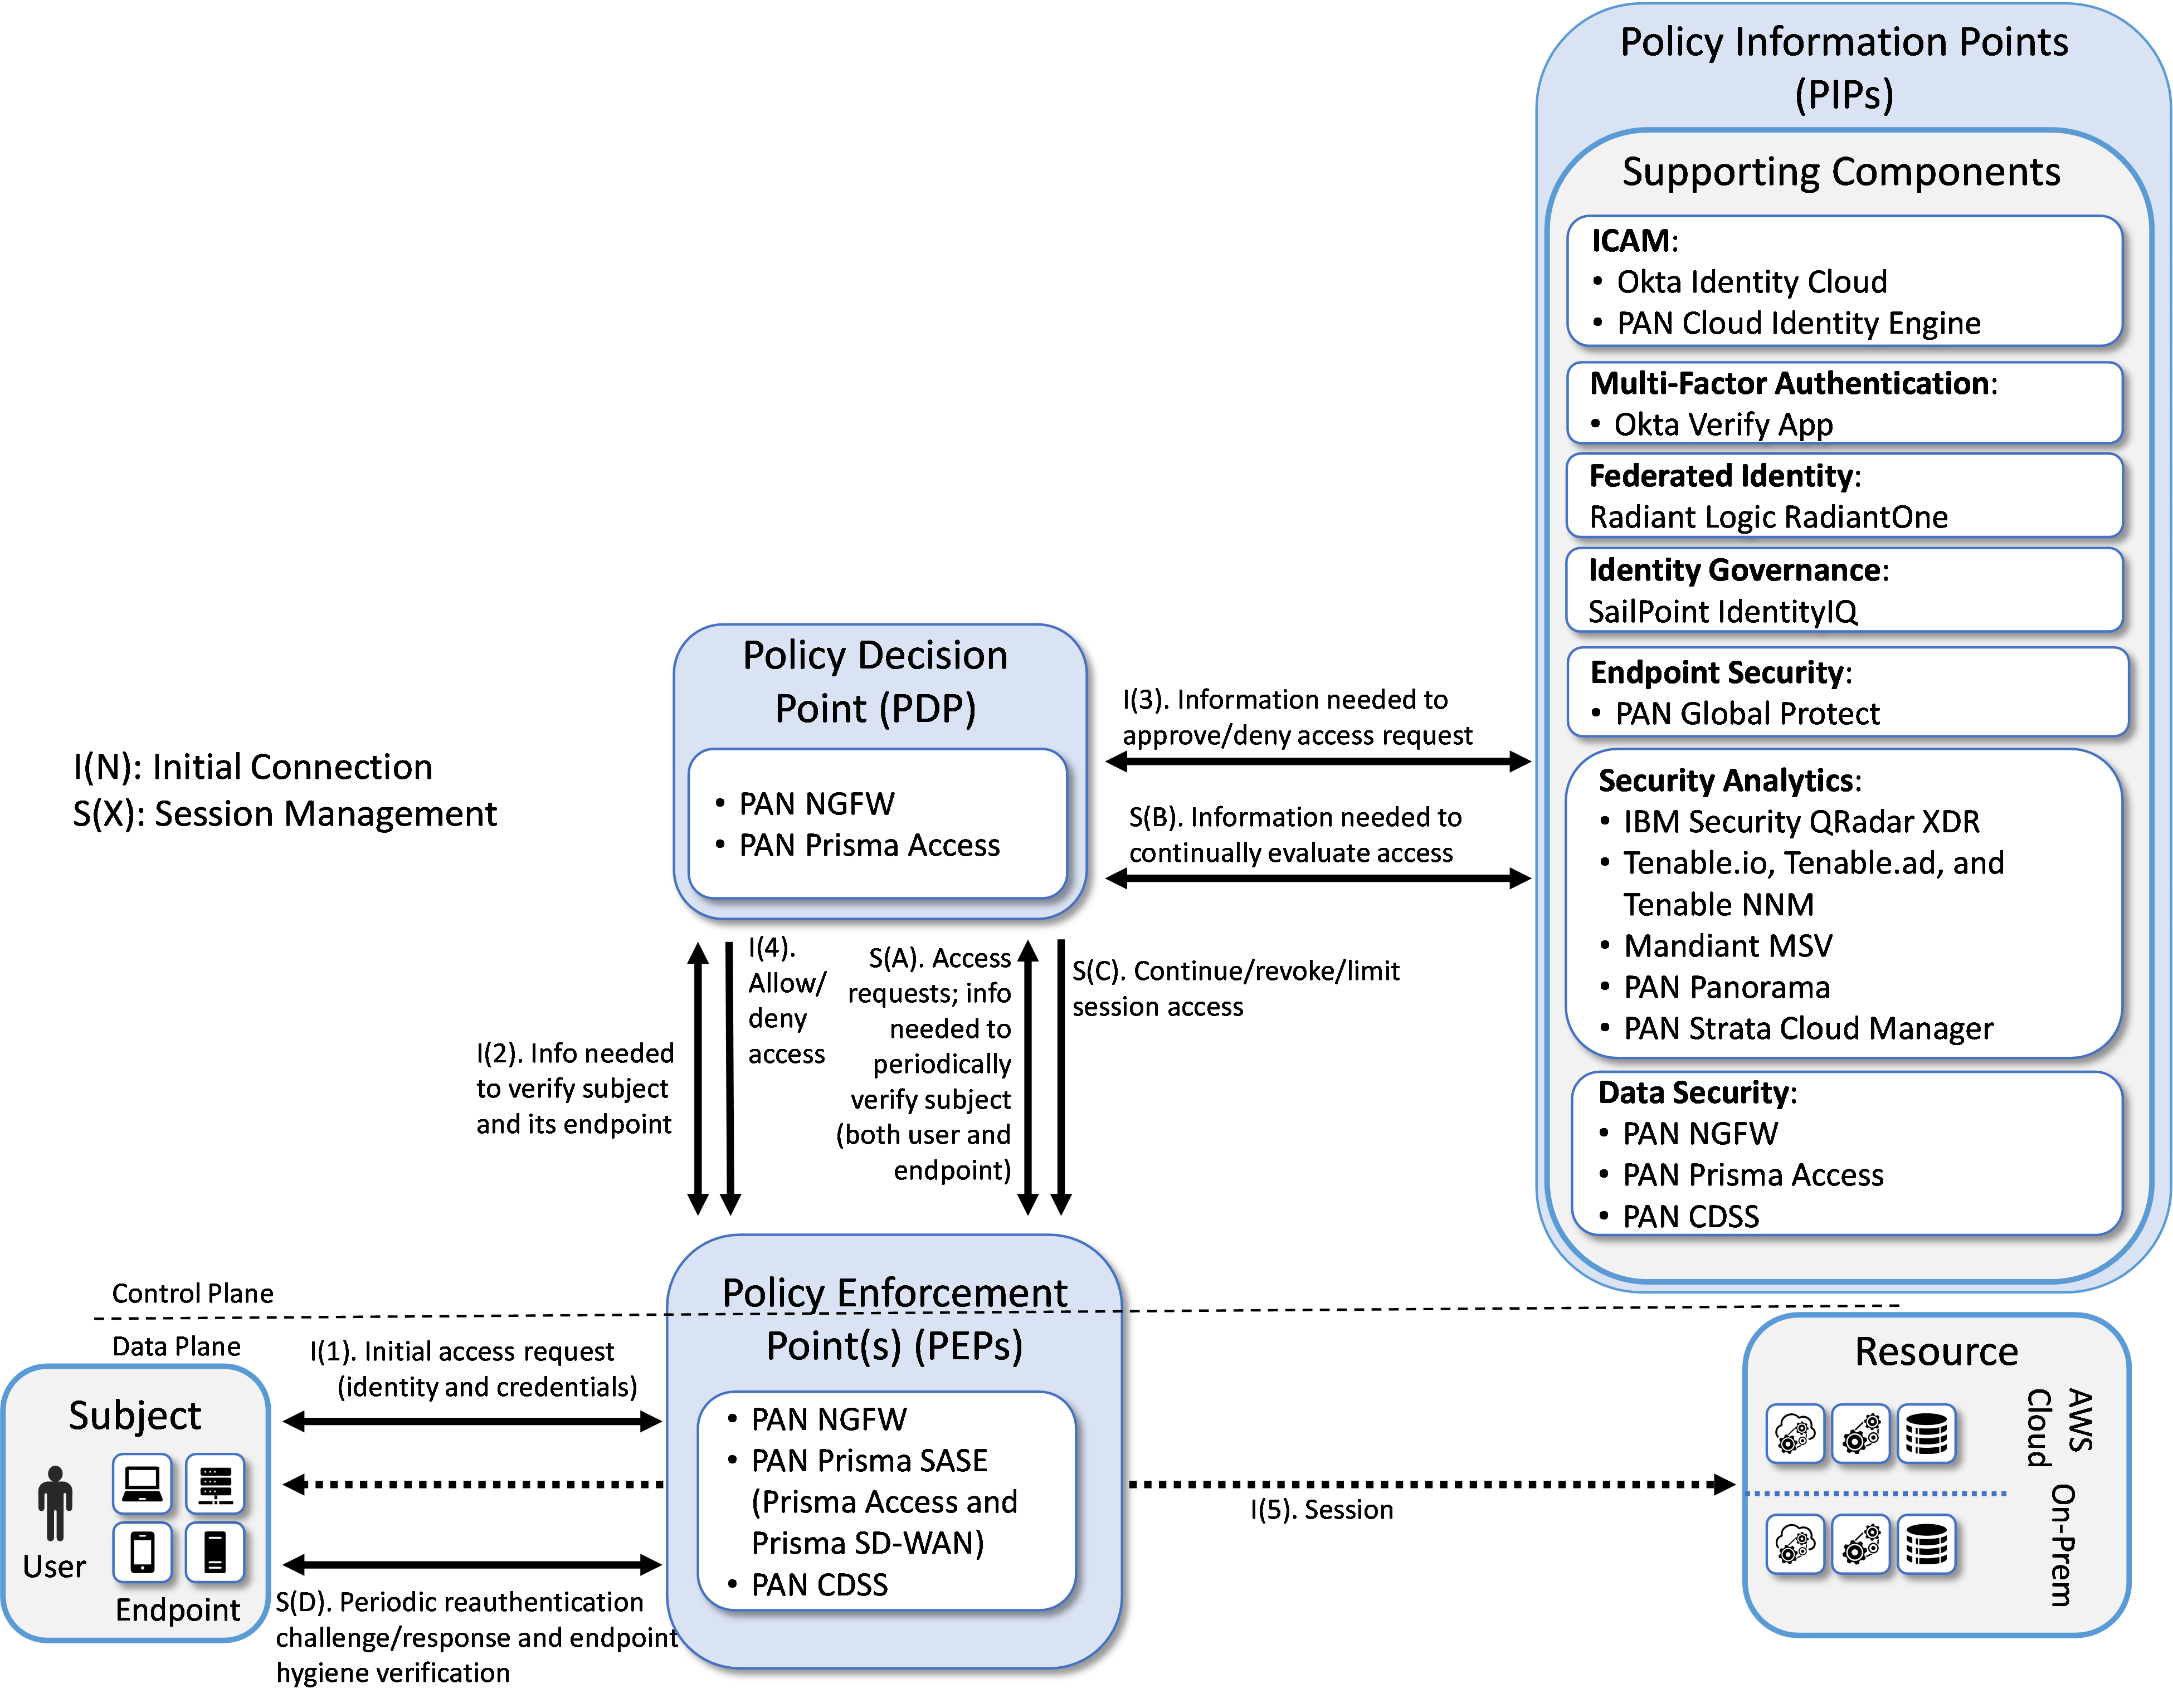 Policy Information Points
(PIPs)
Supporting Components
ICAM:
• Okta Identity Cloud
• PAN Cloud Identity Engine
Multi-Factor Authentication:
• Okta Verify App
Federated Identity:
Radiant Logic RadiantOne
Identity Governance:
SailPoint IdentityIQ
Endpoint Security:
• PAN Global Protect
Security Analytics:
• IBM Security QRadar XDR
• Tenable.io, Tenable.ad, and
Tenable NNM
• Mandiant MSV
• PAN Panorama
• PAN Strata Cloud Manager
Data Security:
• PAN NGFW
• PAN Prisma Access
• PAN CDSS
Policy Decision
Point (PDP)
• PAN NGFW
• PAN Prisma Access
I(N): Initial Connection
S(X): Session Management
I(3). Information needed to
approve/deny access request
S(B). Information needed to
continually evaluate access
I(2). Info needed
to verify subject
and its endpoint
I(4).
Allow/
deny
access
S(A). Access
requests; info
needed to
periodically
verify subject
(both user and
endpoint)
S(C). Continue/revoke/limit
session access
Control Plane
Data Plane
Policy Enforcement
Point(s) (PEPs)
• PAN NGFW
• PAN Prisma SASE
(Prisma Access and
Prisma SD-WAN)
• PAN CDSS
I(1). Initial access request
(identity and credentials)
Subject
User
Endpoint
S(D). Periodic reauthentication
challenge/response and endpoint
hygiene verification
I(5). Session
Resource
AWS
Cloud
On-Prem